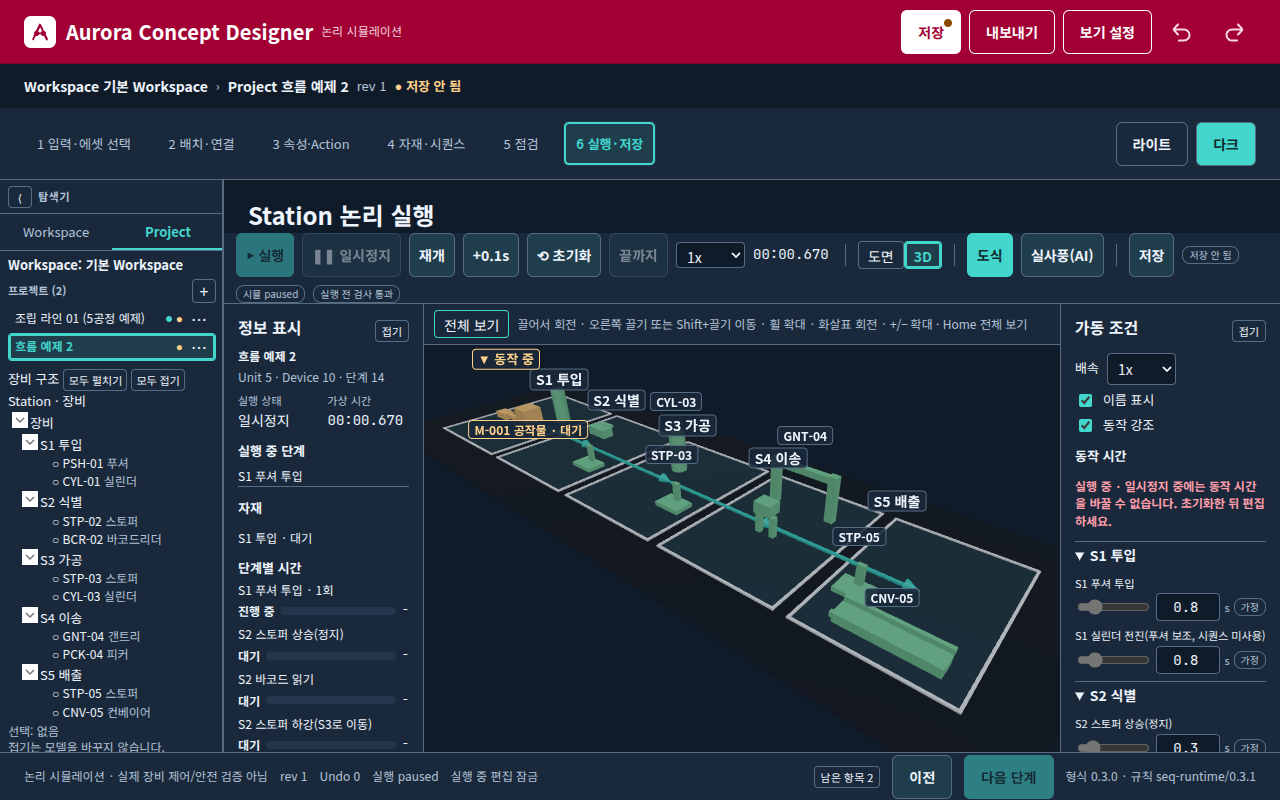 Aurora Concept Designer 논리 시뮬레이션
저장 내보내기 보기 설정
Workspace 기본 Workspace › Project 흐름 예제 2 rev 1 ● 저장 안 됨
1 입력·에셋 선택 2 배치·연결 3 속성·Action 4 자재·시퀀스 5 점검 6 실행·저장
라이트 다크
⟨ 탐색기
Workspace Project
Workspace: 기본 Workspace
프로젝트 (2) +
조립 라인 01 (5공정 예제) ● ● ···
흐름 예제 2 ● ···
장비 구조 모두 펼치기 모두 접기
Station · 장비
장비
S1 투입
○ PSH-01 푸셔
○ CYL-01 실린더
S2 식별
○ STP-02 스토퍼
○ BCR-02 바코드리더
S3 가공
○ STP-03 스토퍼
○ CYL-03 실린더
S4 이송
○ GNT-04 갠트리
○ PCK-04 피커
S5 배출
○ STP-05 스토퍼
○ CNV-05 컨베이어
선택: 없음
접기는 모델을 바꾸지 않습니다.
Station 논리 실행
▶ 실행 ❚❚ 일시정지 재개 +0.1s ⟲ 초기화 끝까지 1x 00:00.670 도면 3D 도식 실사풍(AI) 저장 저장 안 됨
시뮬 paused 실행 전 검사 통과
정보 표시 접기
흐름 예제 2
Unit 5 · Device 10 · 단계 14
실행 상태 가상 시간
일시정지 00:00.670
실행 중 단계
S1 푸셔 투입
자재
S1 투입 · 대기
단계별 시간
S1 푸셔 투입 · 1회
진행 중 -
S2 스토퍼 상승(정지)
대기 -
S2 바코드 읽기
대기 -
S2 스토퍼 하강(S3로 이동)
대기 -
전체 보기 끌어서 회전 · 오른쪽 끌기 또는 Shift+끌기 이동 · 휠 확대 · 화살표 회전 · +/− 확대 · Home 전체 보기
▼ 동작 중
S1 투입
S2 식별 CYL-03
M-001 공작물 · 대기 S3 가공
GNT-04
STP-03 S4 이송
S5 배출
STP-05
CNV-05
가동 조건 접기
배속 1x
이름 표시
동작 강조
동작 시간
실행 중 · 일시정지 중에는 동작 시간
을 바꿀 수 없습니다. 초기화한 뒤 편집
하세요.
▼ S1 투입
S1 푸셔 투입
0.8 s 가정
S1 실린더 전진(푸셔 보조, 시퀀스 미사용)
0.8 s 가정
▼ S2 식별
S2 스토퍼 상승(정지)
0.3 s 가정
논리 시뮬레이션 · 실제 장비 제어/안전 검증 아님 rev 1 Undo 0 실행 paused 실행 중 편집 잠금
남은 항목 2 이전 다음 단계 형식 0.3.0 · 규칙 seq-runtime/0.3.1